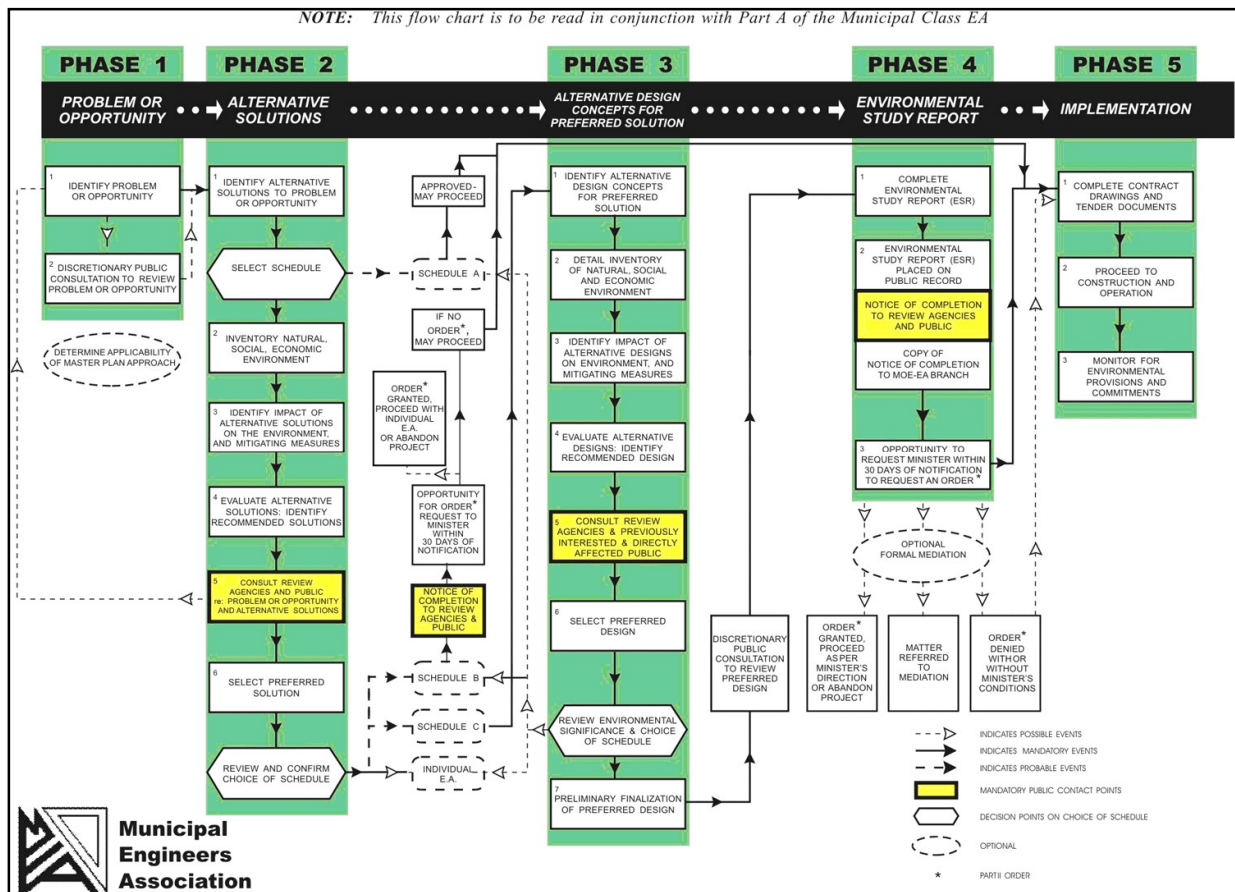 NOTE: This flow chart is to be read in conjunction with Part A of the Municipal Class EA
PHASE 1
PROBLEM OR
OPPORTUNITY
1
IDENTIFY PROBLEM
OR OPPORTUNITY
2
DISCRETIONARY PUBLIC
CONSULTATION TO REVIEW
PROBLEM OR OPPORTUNITY
DETERMINE APPLICABILITY
OF MASTER PLAN APPROACH
PHASE 2
ALTERNATIVE
SOLUTIONS
1
IDENTIFY ALTERNATIVE
SOLUTIONS TO PROBLEM
OR OPPORTUNITY
SELECT SCHEDULE
2
INVENTORY NATURAL,
SOCIAL, ECONOMIC
ENVIRONMENT
3
IDENTIFY IMPACT OF
ALTERNATIVE SOLUTIONS
ON THE ENVIRONMENT,
AND MITIGATING MEASURES
4
EVALUATE ALTERNATIVE
SOLUTIONS: IDENTIFY
RECOMMENDED SOLUTIONS
5
CONSULT REVIEW
AGENCIES AND PUBLIC
re: PROBLEM OR OPPORTUNITY
AND ALTERNATIVE SOLUTIONS
6
SELECT PREFERRED
SOLUTION
REVIEW AND CONFIRM
CHOICE OF SCHEDULE
APPROVED-
MAY PROCEED
SCHEDULE A
IF NO
ORDER*,
MAY PROCEED
ORDER*
GRANTED,
PROCEED WITH
INDIVIDUAL
E.A.
OR ABANDON
PROJECT
OPPORTUNITY
FOR ORDER*
REQUEST TO
MINISTER
WITHIN
30 DAYS OF
NOTIFICATION
NOTICE OF
COMPLETION
TO REVIEW
AGENCIES &
PUBLIC
SCHEDULE B
SCHEDULE C
INDIVIDUAL
E.A.
PHASE 3
ALTERNATIVE DESIGN
CONCEPTS FOR
PREFERRED SOLUTION
1
IDENTIFY ALTERNATIVE
DESIGN CONCEPTS
FOR PREFERRED
SOLUTION
2
DETAIL INVENTORY
OF NATURAL, SOCIAL
AND ECONOMIC
ENVIRONMENT
3
IDENTIFY IMPACT OF
ALTERNATIVE DESIGNS
ON ENVIRONMENT, AND
MITIGATING MEASURES
4
EVALUATE ALTERNATIVE
DESIGNS: IDENTIFY
RECOMMENDED DESIGN
5
CONSULT REVIEW
AGENCIES & PREVIOUSLY
INTERESTED & DIRECTLY
AFFECTED PUBLIC
6
SELECT PREFERRED
DESIGN
REVIEW ENVIRONMENTAL
SIGNIFICANCE & CHOICE
OF SCHEDULE
7
PRELIMINARY FINALIZATION
OF PREFERRED DESIGN
DISCRETIONARY
PUBLIC
CONSULTATION
TO REVIEW
PREFERRED
DESIGN
PHASE 4
ENVIRONMENTAL
STUDY REPORT
1
COMPLETE
ENVIRONMENTAL
STUDY REPORT (ESR)
2
ENVIRONMENTAL
STUDY REPORT (ESR)
PLACED ON
PUBLIC RECORD
NOTICE OF COMPLETION
TO REVIEW AGENCIES
AND PUBLIC
COPY OF
NOTICE OF COMPLETION
TO MOE-EA BRANCH
3
OPPORTUNITY TO
REQUEST MINISTER WITHIN
30 DAYS OF NOTIFICATION
TO REQUEST AN ORDER*
OPTIONAL
FORMAL MEDIATION
ORDER*
GRANTED,
PROCEED
AS PER
MINISTER'S
DIRECTION
OR ABANDON
PROJECT
MATTER
REFERRED
TO
MEDIATION
ORDER*
DENIED
WITH OR
WITHOUT
MINISTER'S
CONDITIONS
PHASE 5
IMPLEMENTATION
1
COMPLETE CONTRACT
DRAWINGS AND
TENDER DOCUMENTS
2
PROCEED TO
CONSTRUCTION AND
OPERATION
3
MONITOR FOR
ENVIRONMENTAL
PROVISIONS AND
COMMITMENTS
INDICATES POSSIBLE EVENTS
INDICATES MANDATORY EVENTS
INDICATES PROBABLE EVENTS
MANDATORY PUBLIC CONTACT POINTS
DECISION POINTS ON CHOICE OF SCHEDULE
OPTIONAL
* PART II ORDER
Municipal
Engineers
Association